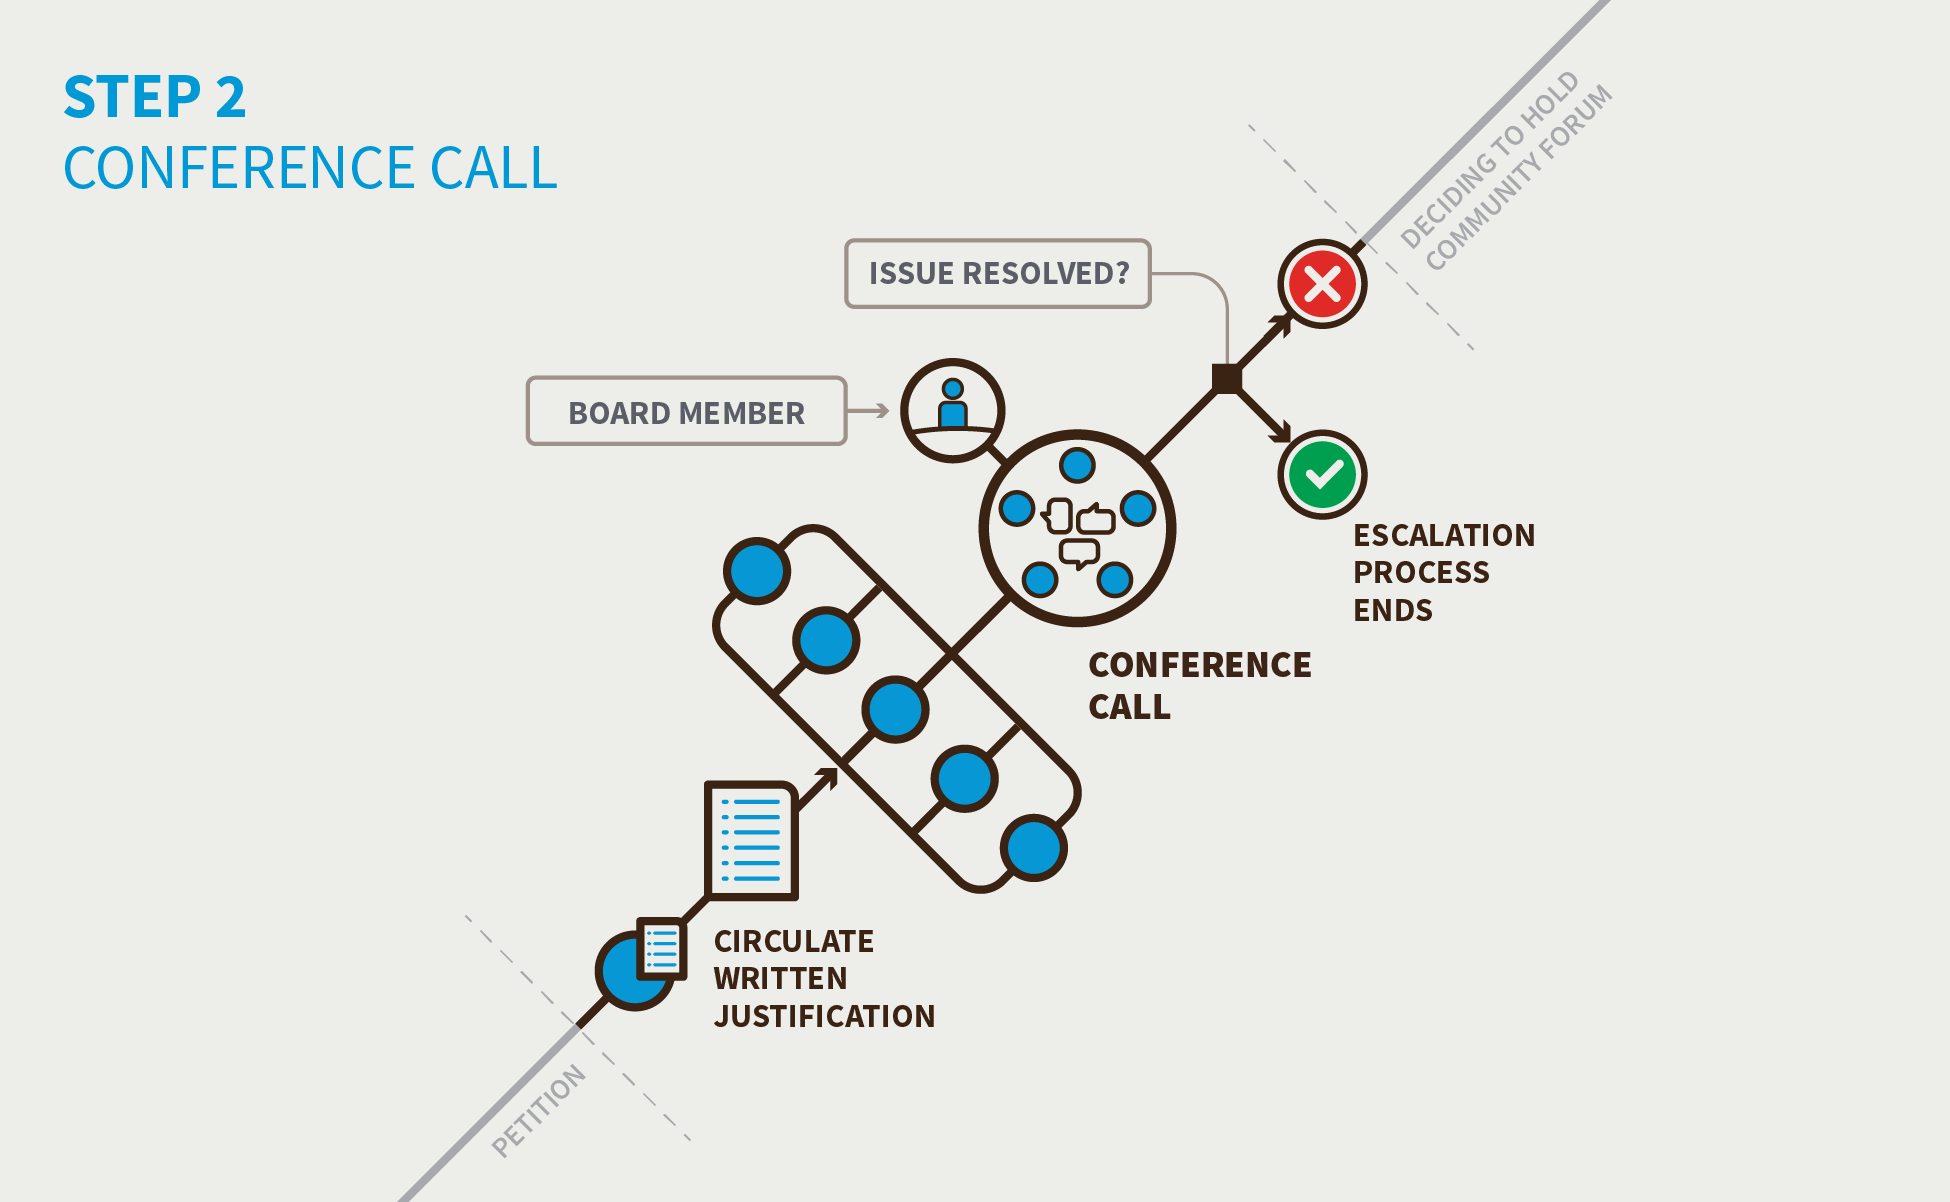 STEP 2
CONFERENCE CALL
DECIDING TO HOLD
COMMUNITY FORUM
ISSUE RESOLVED?
BOARD MEMBER
ESCALATION
PROCESS
ENDS
CONFERENCE
CALL
CIRCULATE
WRITTEN
JUSTIFICATION
PETITION